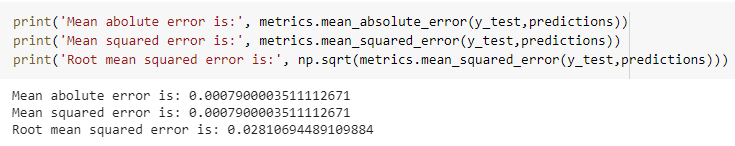 print('Mean abolute error is:', metrics.mean_absolute_error(y_test,predictions))
print('Mean squared error is:', metrics.mean_squared_error(y_test,predictions))
print('Root mean squared error is:', np.sqrt(metrics.mean_squared_error(y_test,predictions)))
Mean abolute error is: 0.0007900003511112671
Mean squared error is: 0.0007900003511112671
Root mean squared error is: 0.02810694489109884